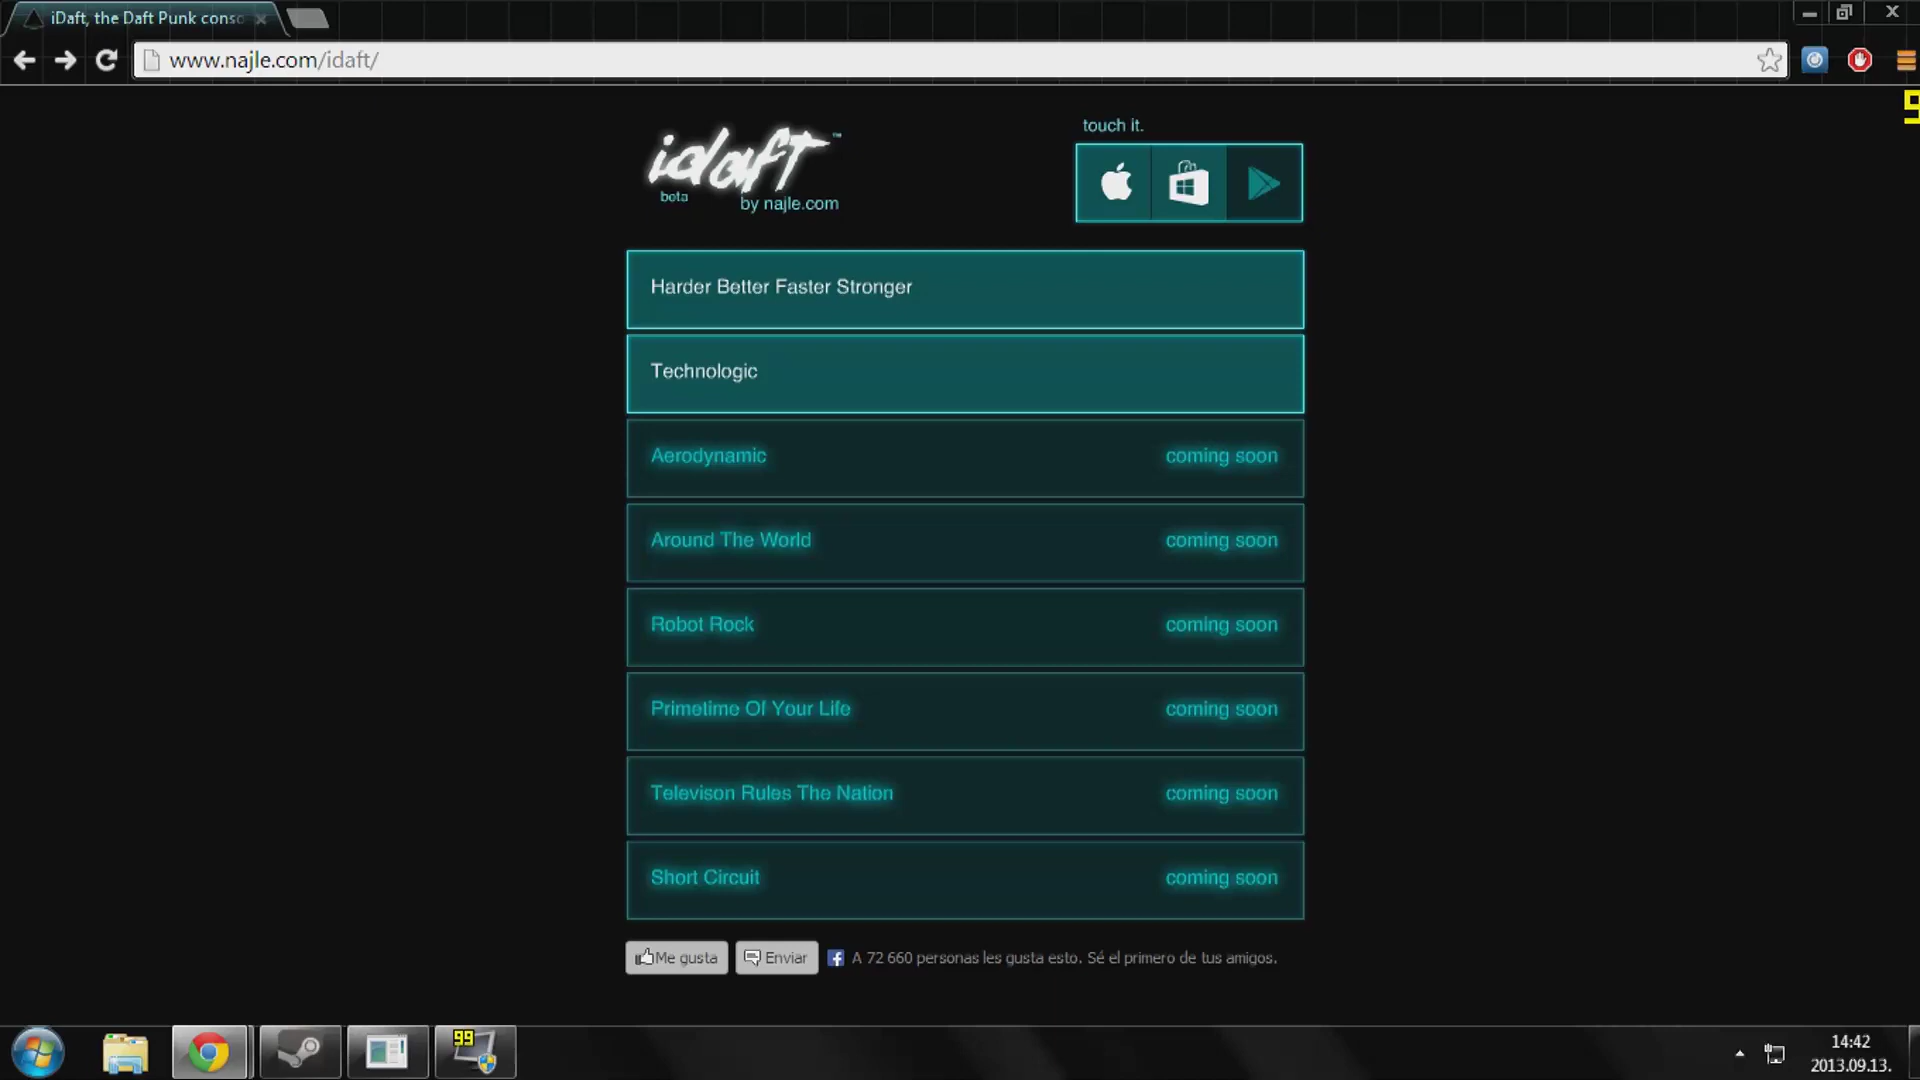 iDaft, the Daft Punk conso
www.najle.com/idaft/
idaft™
beta
by najle.com
touch it.
Harder Better Faster Stronger
Technologic
Aerodynamic coming soon
Around The World coming soon
Robot Rock coming soon
Primetime Of Your Life coming soon
Televison Rules The Nation coming soon
Short Circuit coming soon
Me gusta Enviar A 72 660 personas les gusta esto. Sé el primero de tus amigos.
99
14:42
2013.09.13.